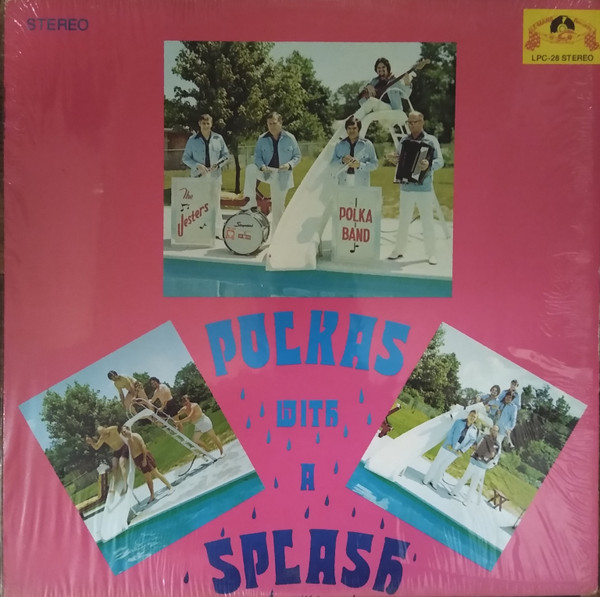 STEREO
LPC-28 STEREO
The
Jesters
POLKA
BAND
POLKAS
WITH
A
SPLASH